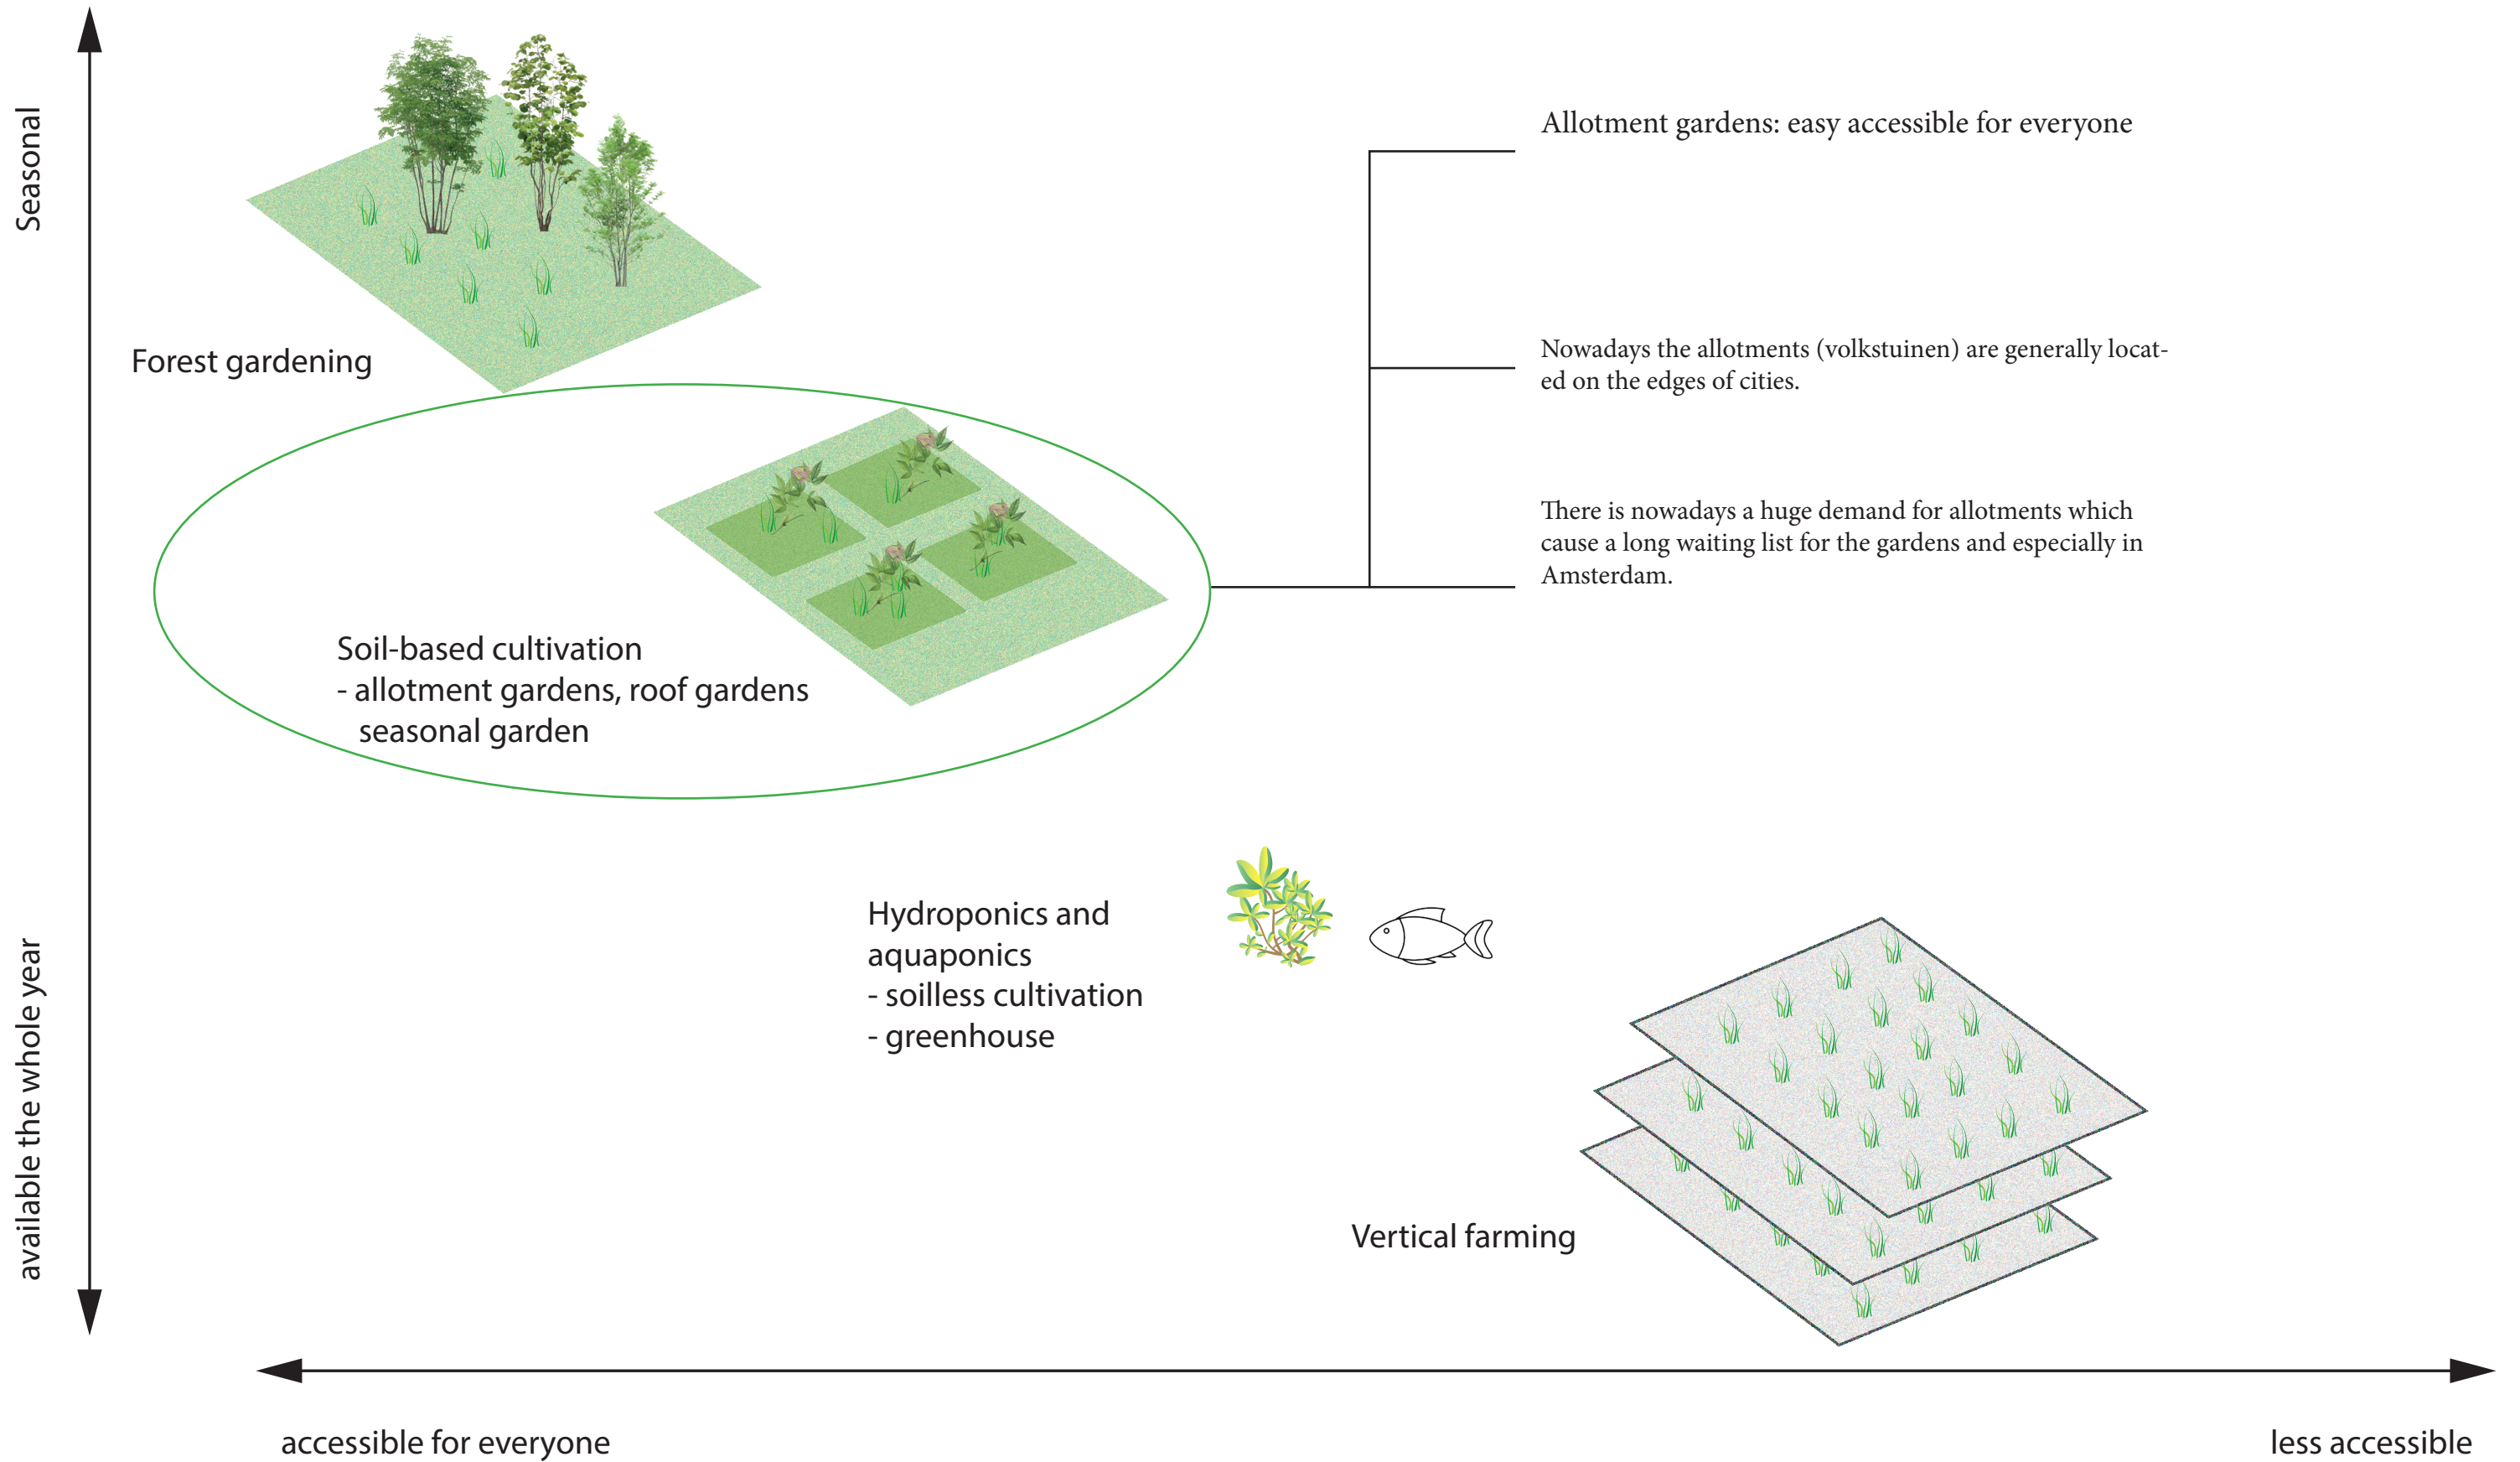 Seasonal
Allotment gardens: easy accessible for everyone
Forest gardening
Nowadays the allotments (volkstuinen) are generally locat-
ed on the edges of cities.
There is nowadays a huge demand for allotments which
cause a long waiting list for the gardens and especially in
Amsterdam.
Soil-based cultivation
- allotment gardens, roof gardens
seasonal garden
Hydroponics and
aquaponics
- soilless cultivation
- greenhouse
available the whole year
Vertical farming
accessible for everyone
less accessible